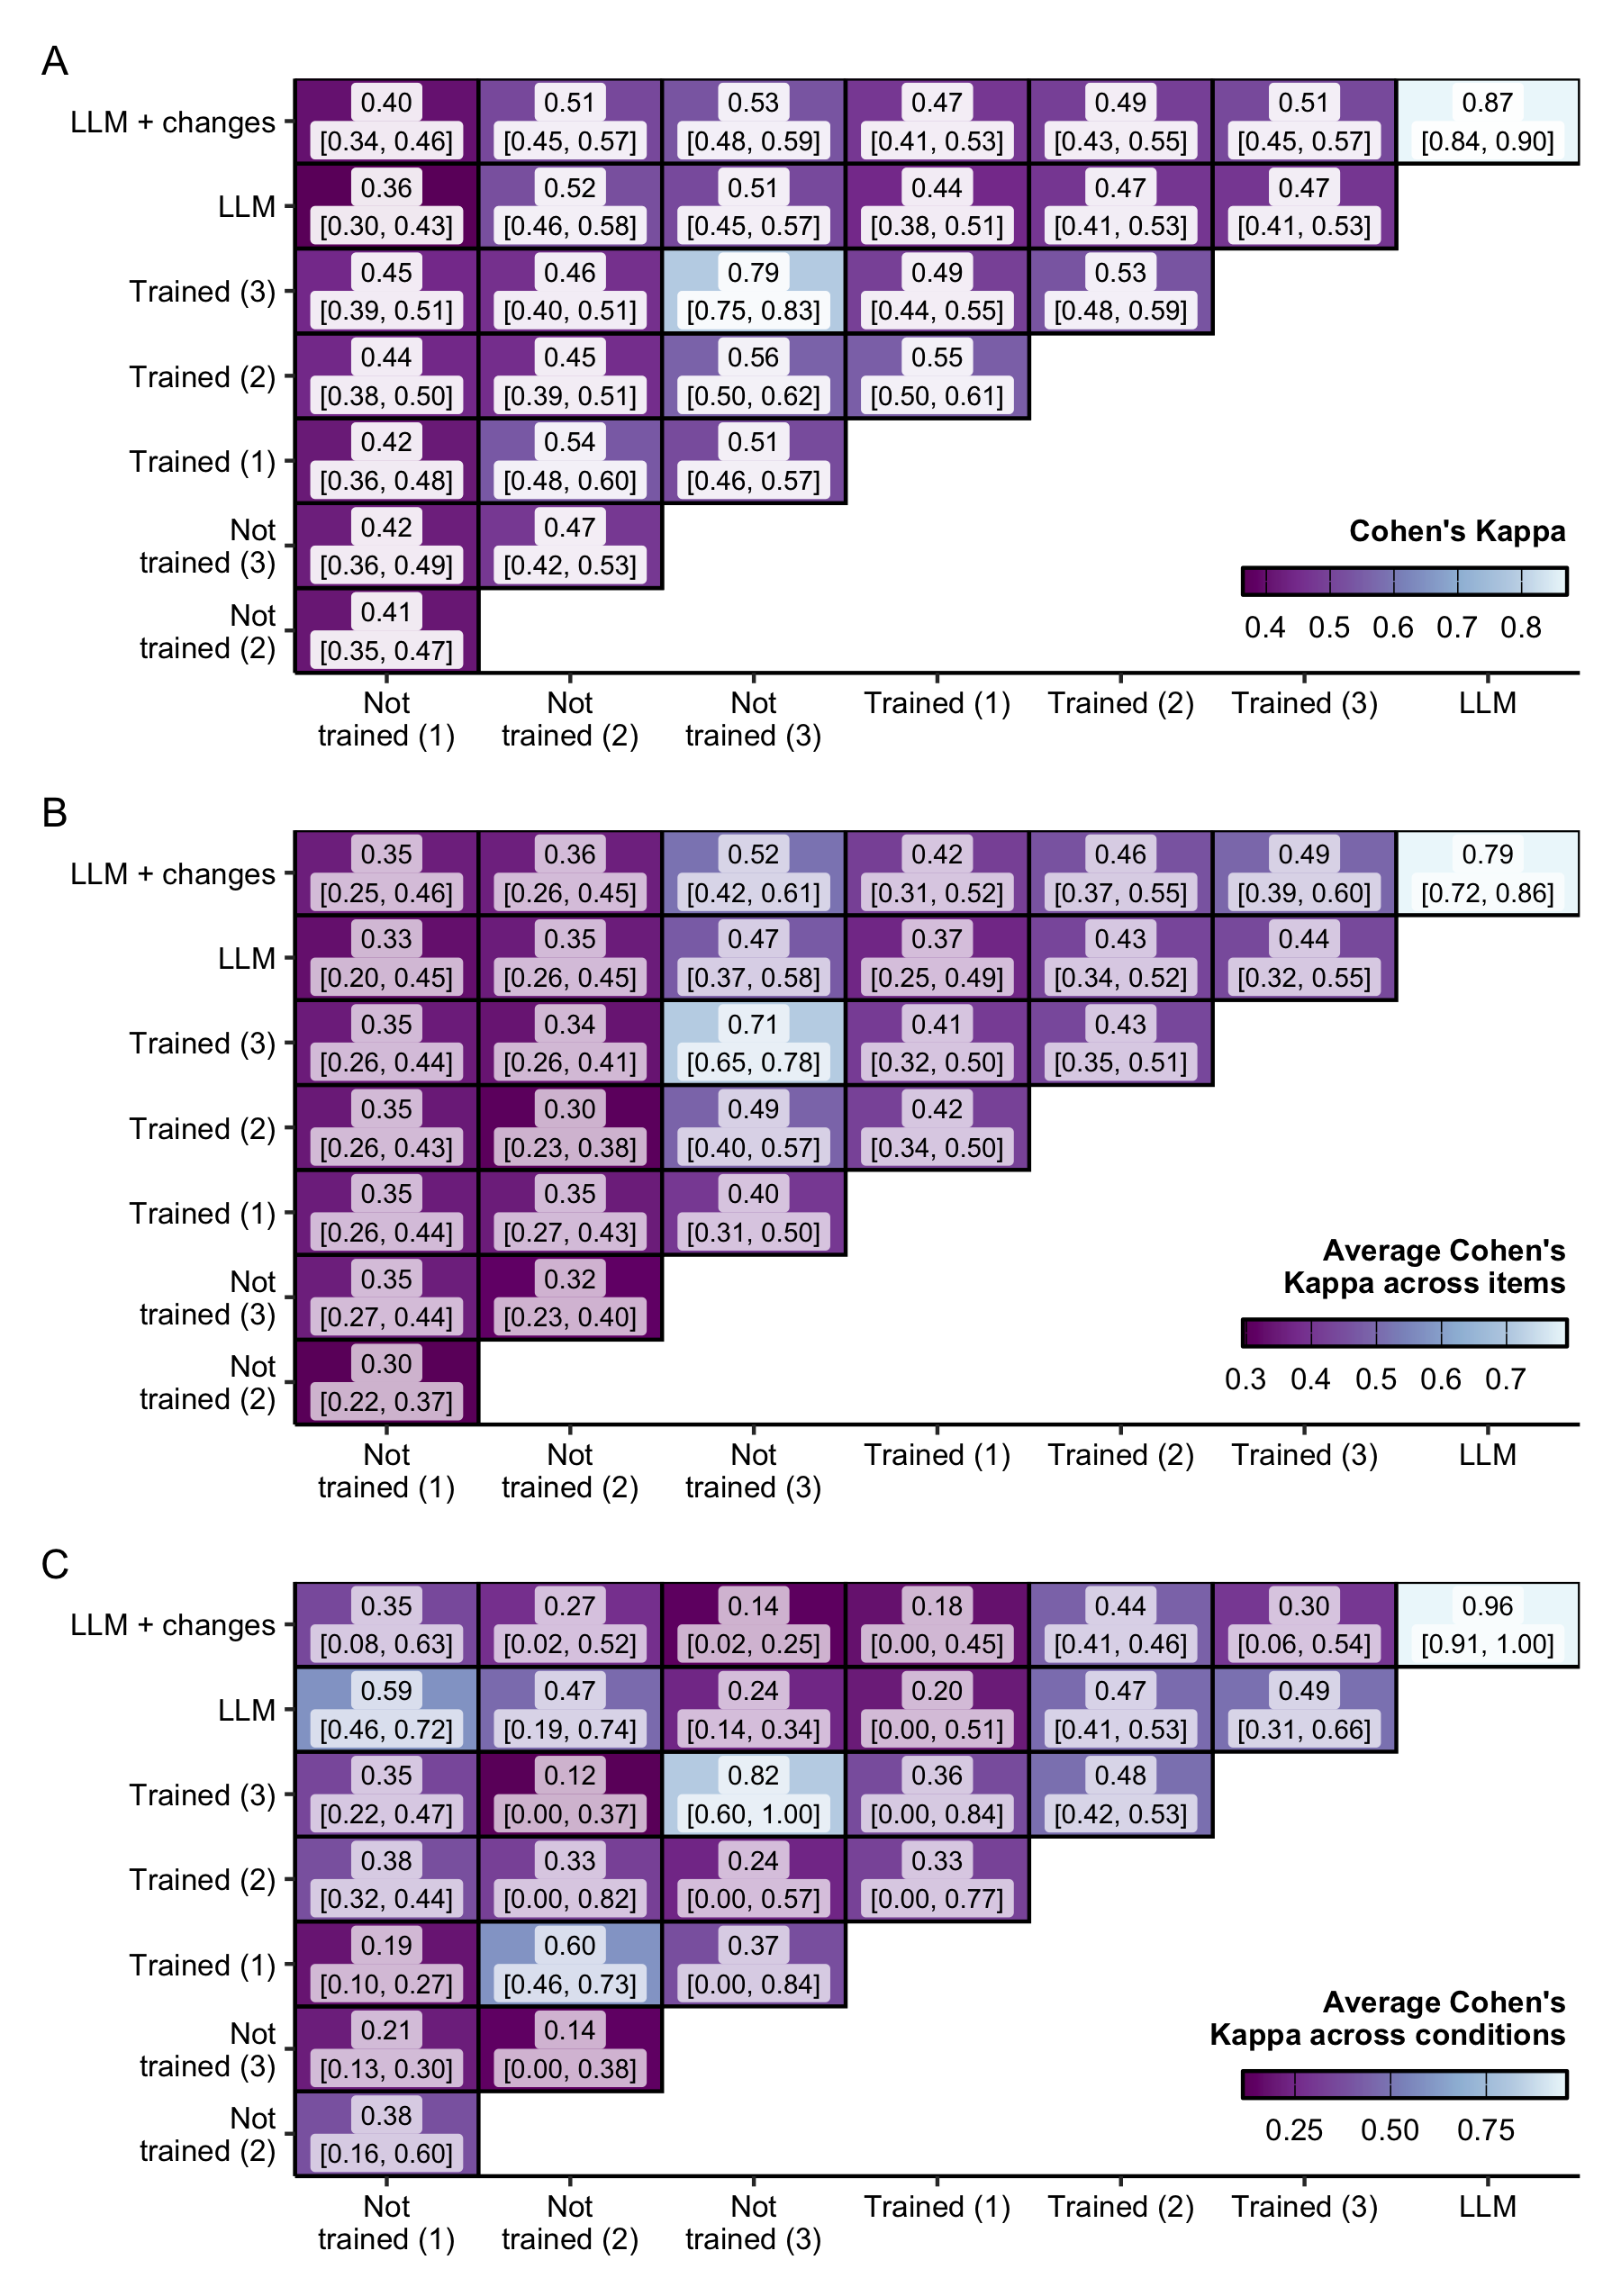 A
LLM + changes
0.40
0.51
0.53
0.47
0.49
0.51
0.87
[0.34, 0.46]
[0.45, 0.57]
[0.48, 0.59]
[0.41, 0.53]
[0.43, 0.55]
[0.45, 0.57]
[0.84, 0.90]
LLM
0.36
0.52
0.51
0.44
0.47
0.47
[0.30, 0.43]
[0.46, 0.58]
[0.45, 0.57]
[0.38, 0.51]
[0.41, 0.53]
[0.41, 0.53]
Trained (3)
0.45
0.46
0.79
0.49
0.53
[0.39, 0.51]
[0.40, 0.51]
[0.75, 0.83]
[0.44, 0.55]
[0.48, 0.59]
Trained (2)
0.44
0.45
0.56
0.55
[0.38, 0.50]
[0.39, 0.51]
[0.50, 0.62]
[0.50, 0.61]
Trained (1)
0.42
0.54
0.51
[0.36, 0.48]
[0.48, 0.60]
[0.46, 0.57]
Not
trained (3)
0.42
0.47
[0.36, 0.49]
[0.42, 0.53]
Not
trained (2)
0.41
[0.35, 0.47]
Cohen's Kappa
0.4 0.5 0.6 0.7 0.8
Not
trained (1)
Not
trained (2)
Not
trained (3)
Trained (1)
Trained (2)
Trained (3)
LLM
B
LLM + changes
0.35
0.36
0.52
0.42
0.46
0.49
0.79
[0.25, 0.46]
[0.26, 0.45]
[0.42, 0.61]
[0.31, 0.52]
[0.37, 0.55]
[0.39, 0.60]
[0.72, 0.86]
LLM
0.33
0.35
0.47
0.37
0.43
0.44
[0.20, 0.45]
[0.26, 0.45]
[0.37, 0.58]
[0.25, 0.49]
[0.34, 0.52]
[0.32, 0.55]
Trained (3)
0.35
0.34
0.71
0.41
0.43
[0.26, 0.44]
[0.26, 0.41]
[0.65, 0.78]
[0.32, 0.50]
[0.35, 0.51]
Trained (2)
0.35
0.30
0.49
0.42
[0.26, 0.43]
[0.23, 0.38]
[0.40, 0.57]
[0.34, 0.50]
Trained (1)
0.35
0.35
0.40
[0.26, 0.44]
[0.27, 0.43]
[0.31, 0.50]
Not
trained (3)
0.35
0.32
[0.27, 0.44]
[0.23, 0.40]
Not
trained (2)
0.30
[0.22, 0.37]
Average Cohen's
Kappa across items
0.3 0.4 0.5 0.6 0.7
Not
trained (1)
Not
trained (2)
Not
trained (3)
Trained (1)
Trained (2)
Trained (3)
LLM
C
LLM + changes
0.35
0.27
0.14
0.18
0.44
0.30
0.96
[0.08, 0.63]
[0.02, 0.52]
[0.02, 0.25]
[0.00, 0.45]
[0.41, 0.46]
[0.06, 0.54]
[0.91, 1.00]
LLM
0.59
0.47
0.24
0.20
0.47
0.49
[0.46, 0.72]
[0.19, 0.74]
[0.14, 0.34]
[0.00, 0.51]
[0.41, 0.53]
[0.31, 0.66]
Trained (3)
0.35
0.12
0.82
0.36
0.48
[0.22, 0.47]
[0.00, 0.37]
[0.60, 1.00]
[0.00, 0.84]
[0.42, 0.53]
Trained (2)
0.38
0.33
0.24
0.33
[0.32, 0.44]
[0.00, 0.82]
[0.00, 0.57]
[0.00, 0.77]
Trained (1)
0.19
0.60
0.37
[0.10, 0.27]
[0.46, 0.73]
[0.00, 0.84]
Not
trained (3)
0.21
0.14
[0.13, 0.30]
[0.00, 0.38]
Not
trained (2)
0.38
[0.16, 0.60]
Average Cohen's
Kappa across conditions
0.25 0.50 0.75
Not
trained (1)
Not
trained (2)
Not
trained (3)
Trained (1)
Trained (2)
Trained (3)
LLM